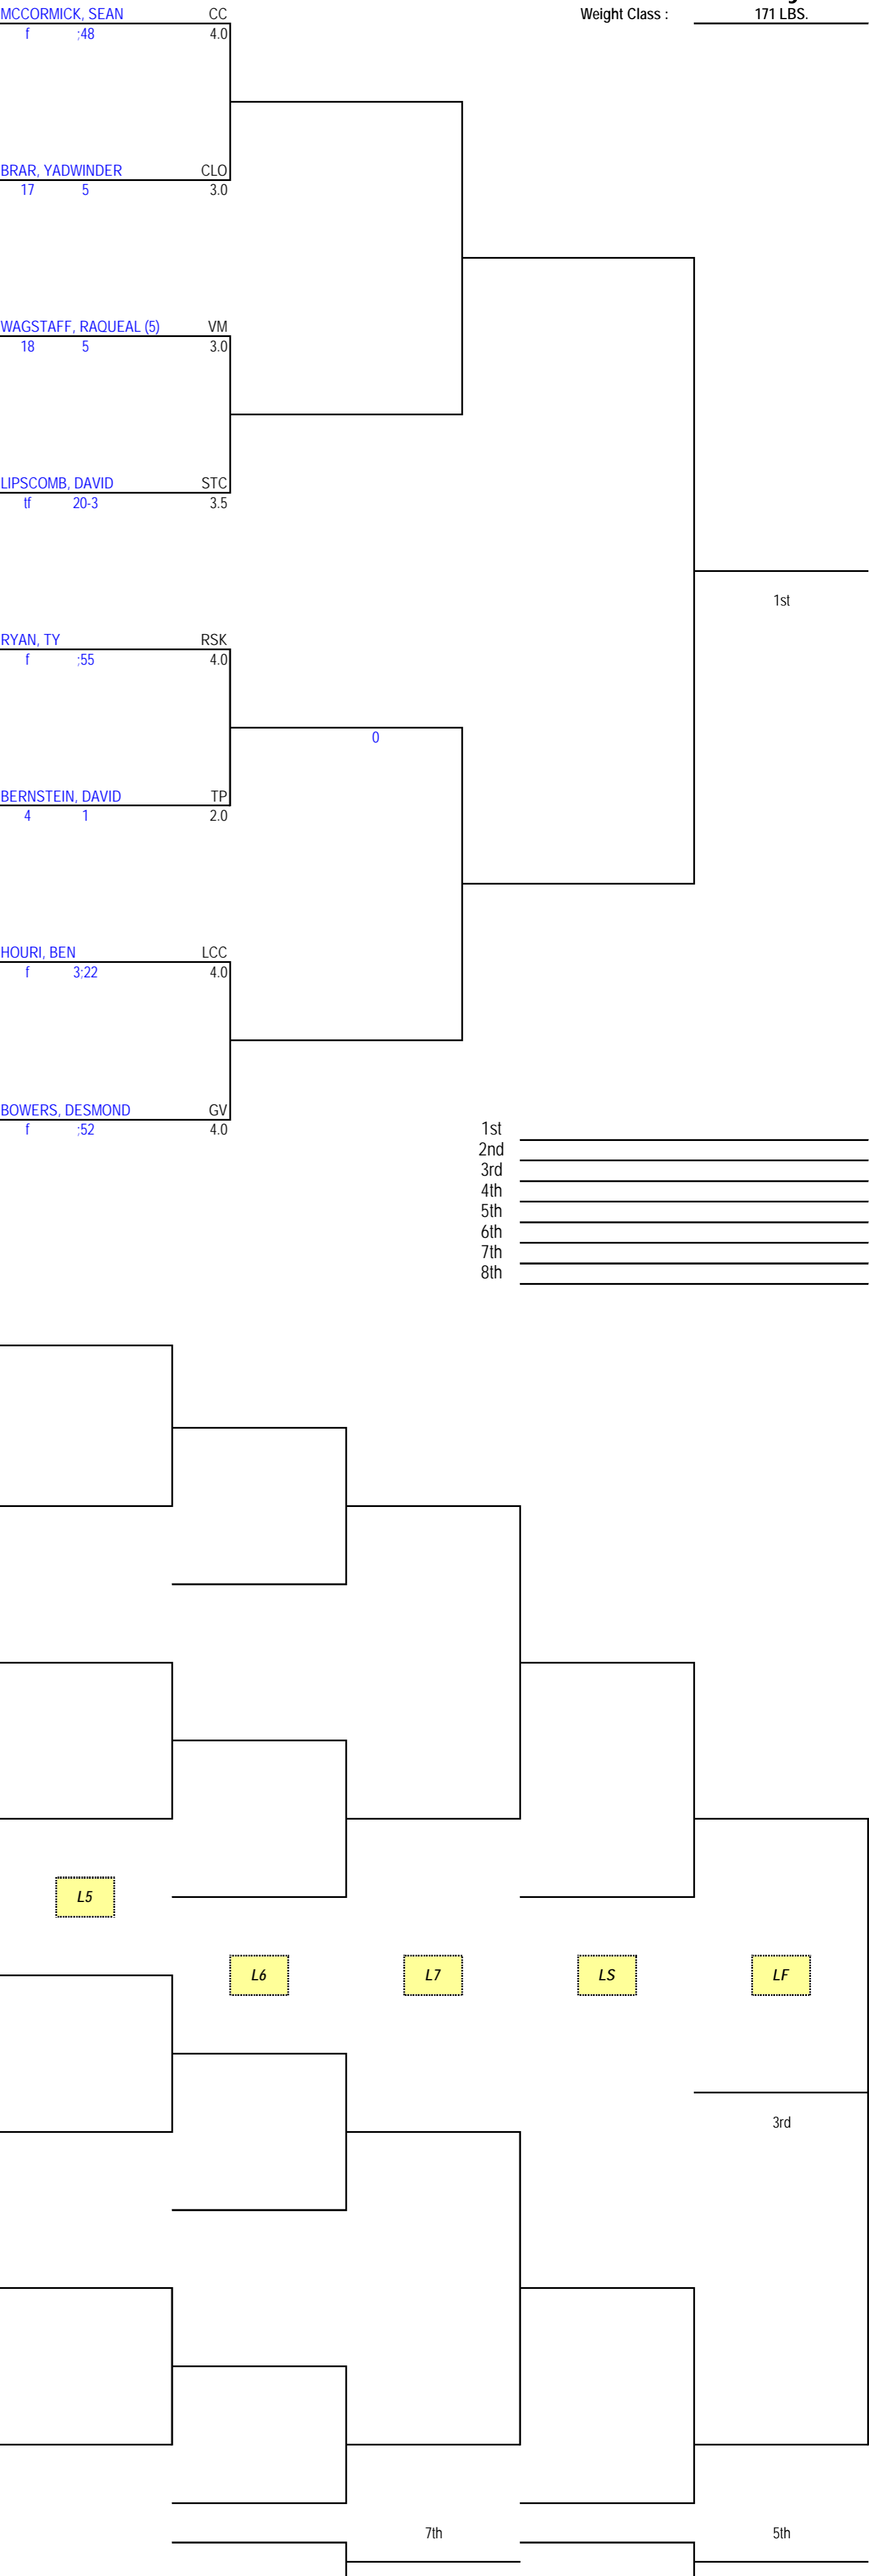 MCCORMICK, SEAN CC Weight Class : 171 LBS.
f ;48 4.0
BRAR, YADWINDER CLO
17 5 3.0
WAGSTAFF, RAQUEAL (5) VM
18 5 3.0
LIPSCOMB, DAVID STC
tf 20-3 3.5
1st
RYAN, TY RSK
f ;55 4.0
0
BERNSTEIN, DAVID TP
4 1 2.0
HOURI, BEN LCC
f 3;22 4.0
BOWERS, DESMOND GV
f ;52 4.0
1st
2nd
3rd
4th
5th
6th
7th
8th
L5
L6 L7 LS LF
3rd
7th 5th